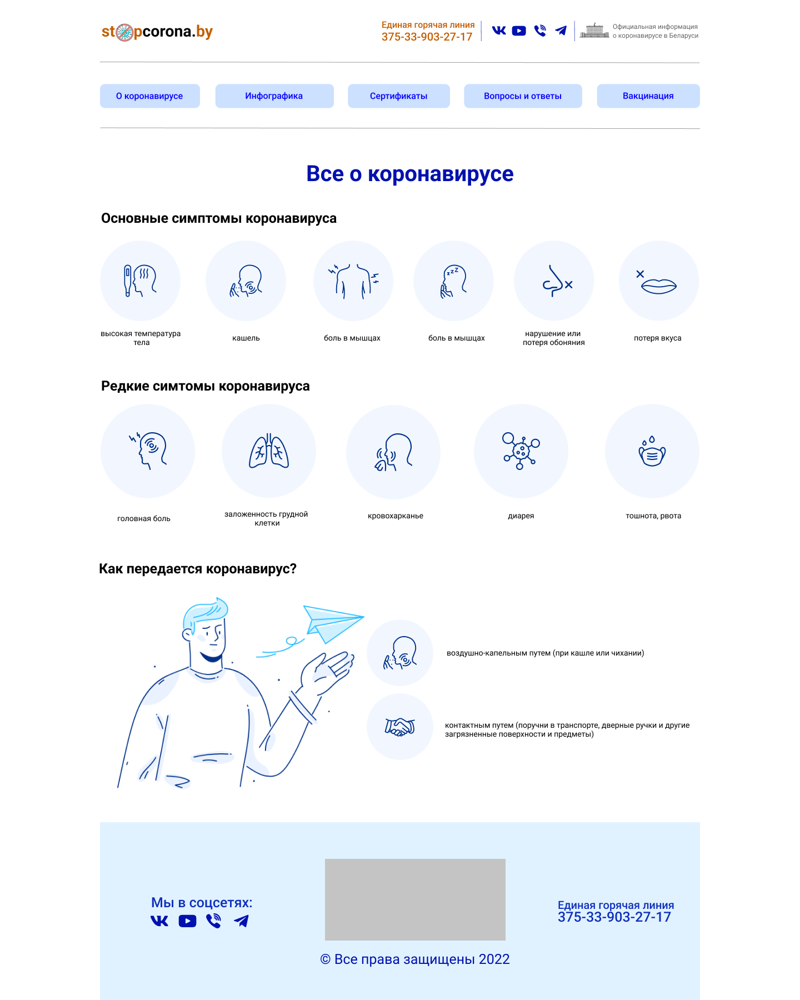 stopcorona.by
Единая горячая линия
375-33-903-27-17
Официальная информация
о коронавирусе в Беларуси
О коронавирусе
Инфографика
Сертификаты
Вопросы и ответы
Вакцинация
Все о коронавирусе
Основные симптомы коронавируса
высокая температура
тела
кашель
боль в мышцах
боль в мышцах
нарушение или
потеря обоняния
потеря вкуса
Редкие симтомы коронавируса
головная боль
заложенность грудной
клетки
кровохарканье
диарея
тошнота, рвота
Как передается коронавирус?
воздушно-капельным путем (при кашле или чихании)
контактным путем (поручни в транспорте, дверные ручки и другие
загрязненные поверхности и предметы)
Мы в соцсетях:
Единая горячая линия
375-33-903-27-17
© Все права защищены 2022